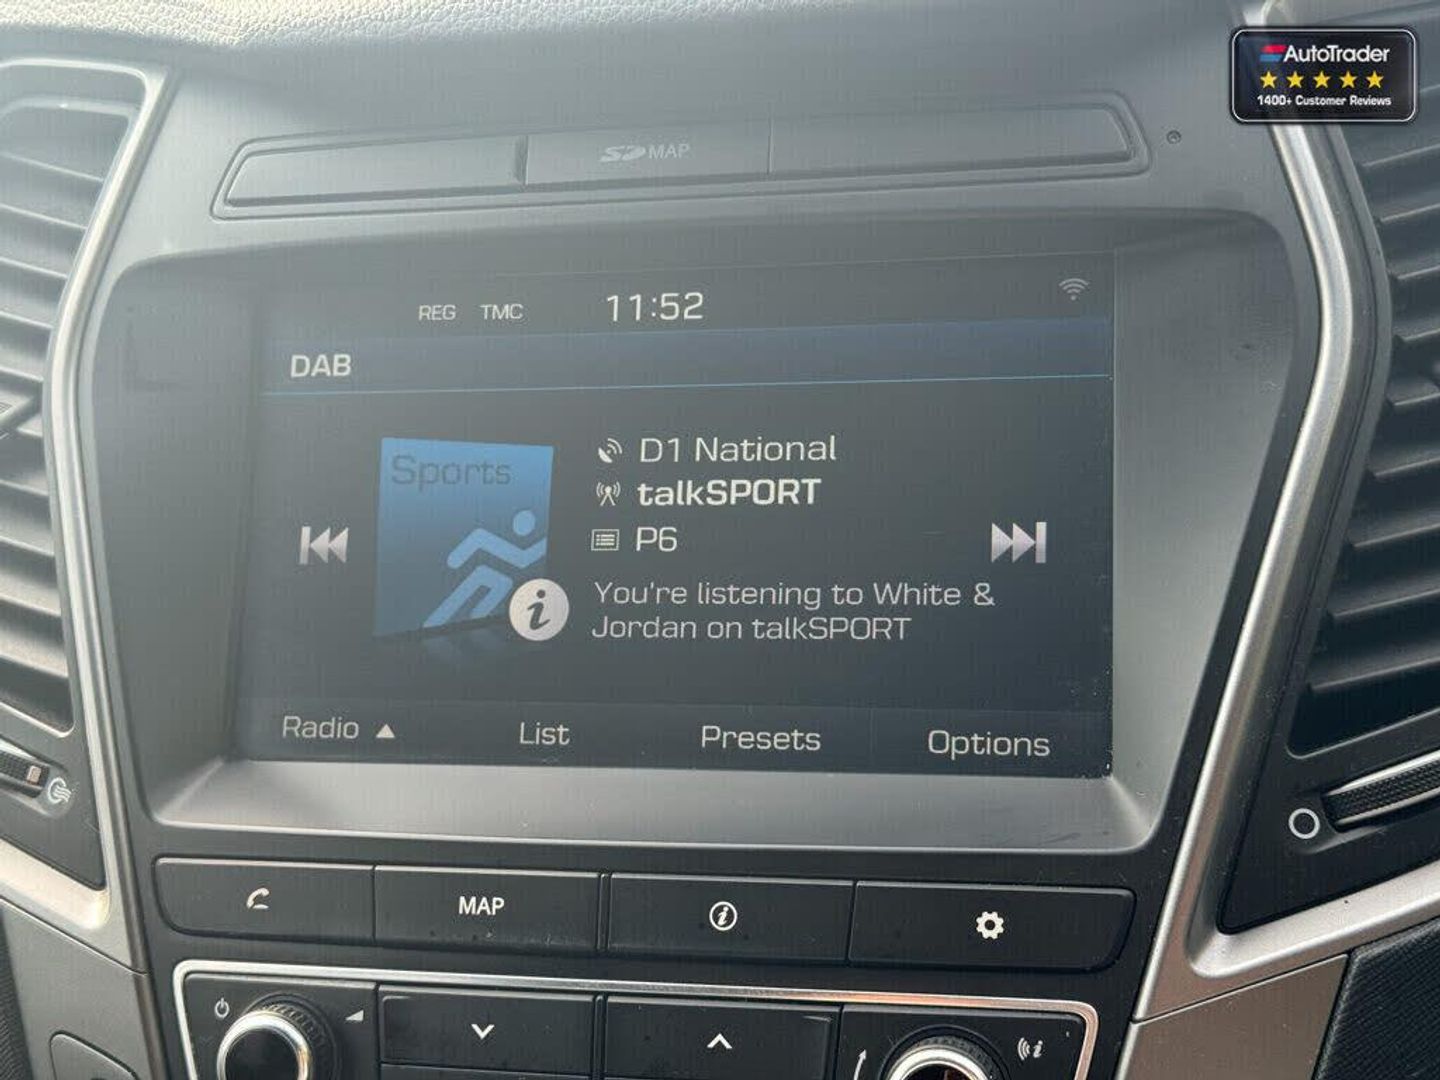 AutoTrader
1400+ Customer Reviews
SD MAP
REG TMC 11:52
DAB
Sports
D1 National
talkSPORT
P6
You're listening to White &
Jordan on talkSPORT
Radio List Presets Options
MAP